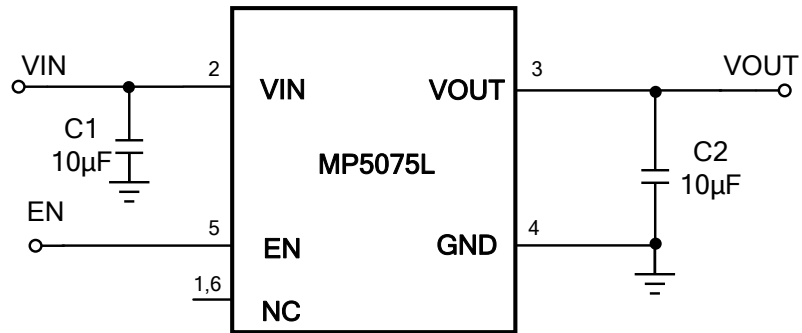 VIN
2
VIN
VOUT
3
VOUT
C1
10µF
MP5075L
C2
10µF
EN
5
EN
GND
4
1,6
NC